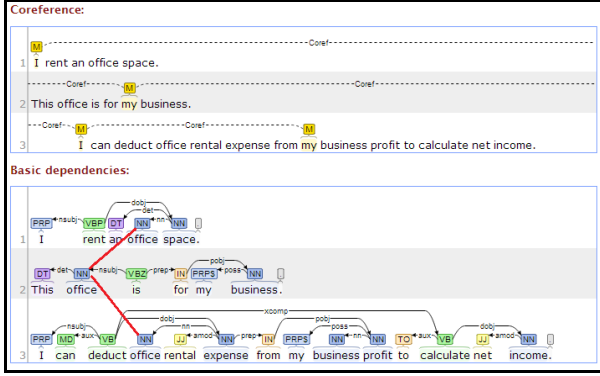 Coreference:
Coref
M
1 I rent an office space.
Coref Coref
M
2 This office is for my business.
Coref Coref
M M
3 I can deduct office rental expense from my business profit to calculate net income.
Basic dependencies:
dobj
det
nsubj nn
PRP VBP DT NN NN
1 I rent an office space.
pobj
det nsubj prep poss
DT NN VBZ IN PRP$ NN
2 This office is for my business.
xcomp
dobj pobj
nsubj aux nn amod prep poss nn aux dobj amod
PRP MD VB NN JJ NN IN PRP$ NN NN TO VB JJ NN
3 I can deduct office rental expense from my business profit to calculate net income.